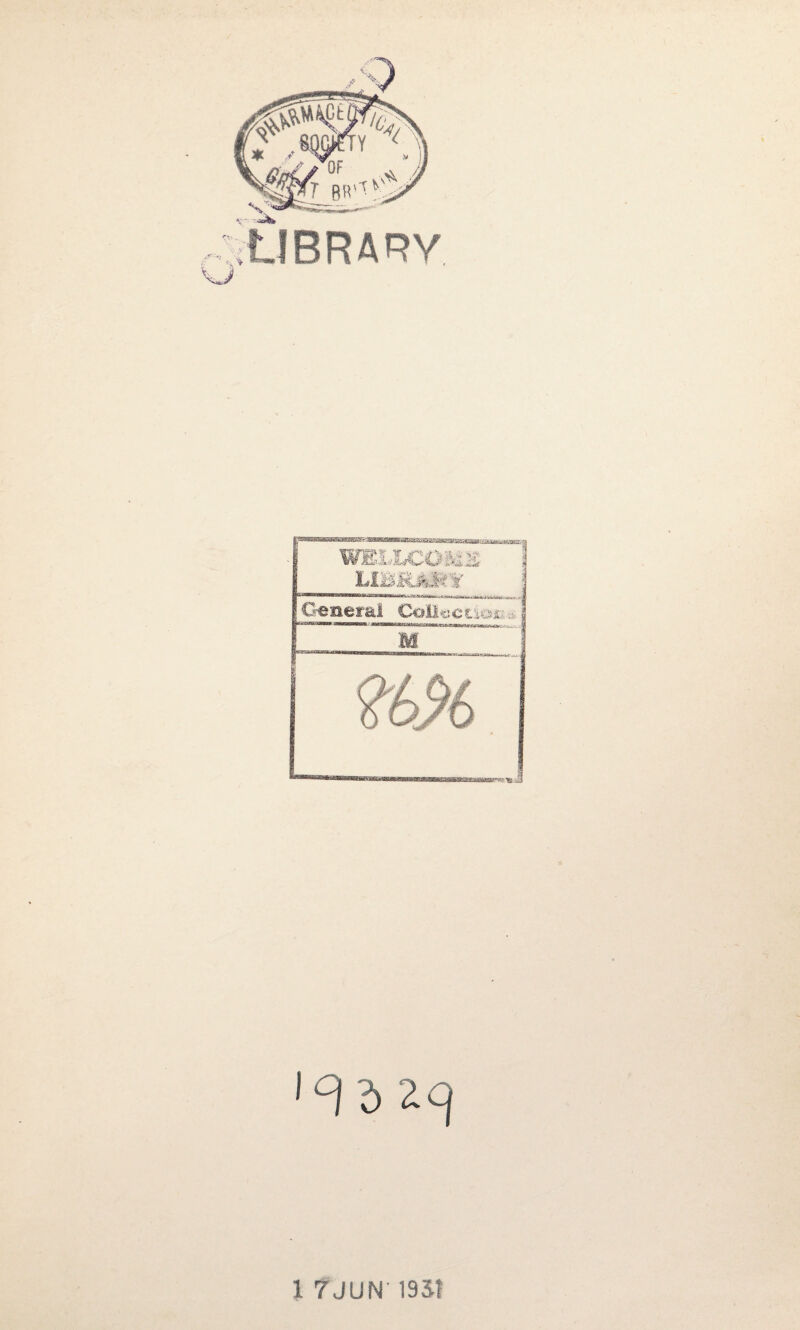 PHARMACEUTICAL
SOCIETY
OF
GREAT BRITAIN
LIBRARY
WELLCOME
LIBRARY
General Collections
M
8696
19329
17 JUN 1931